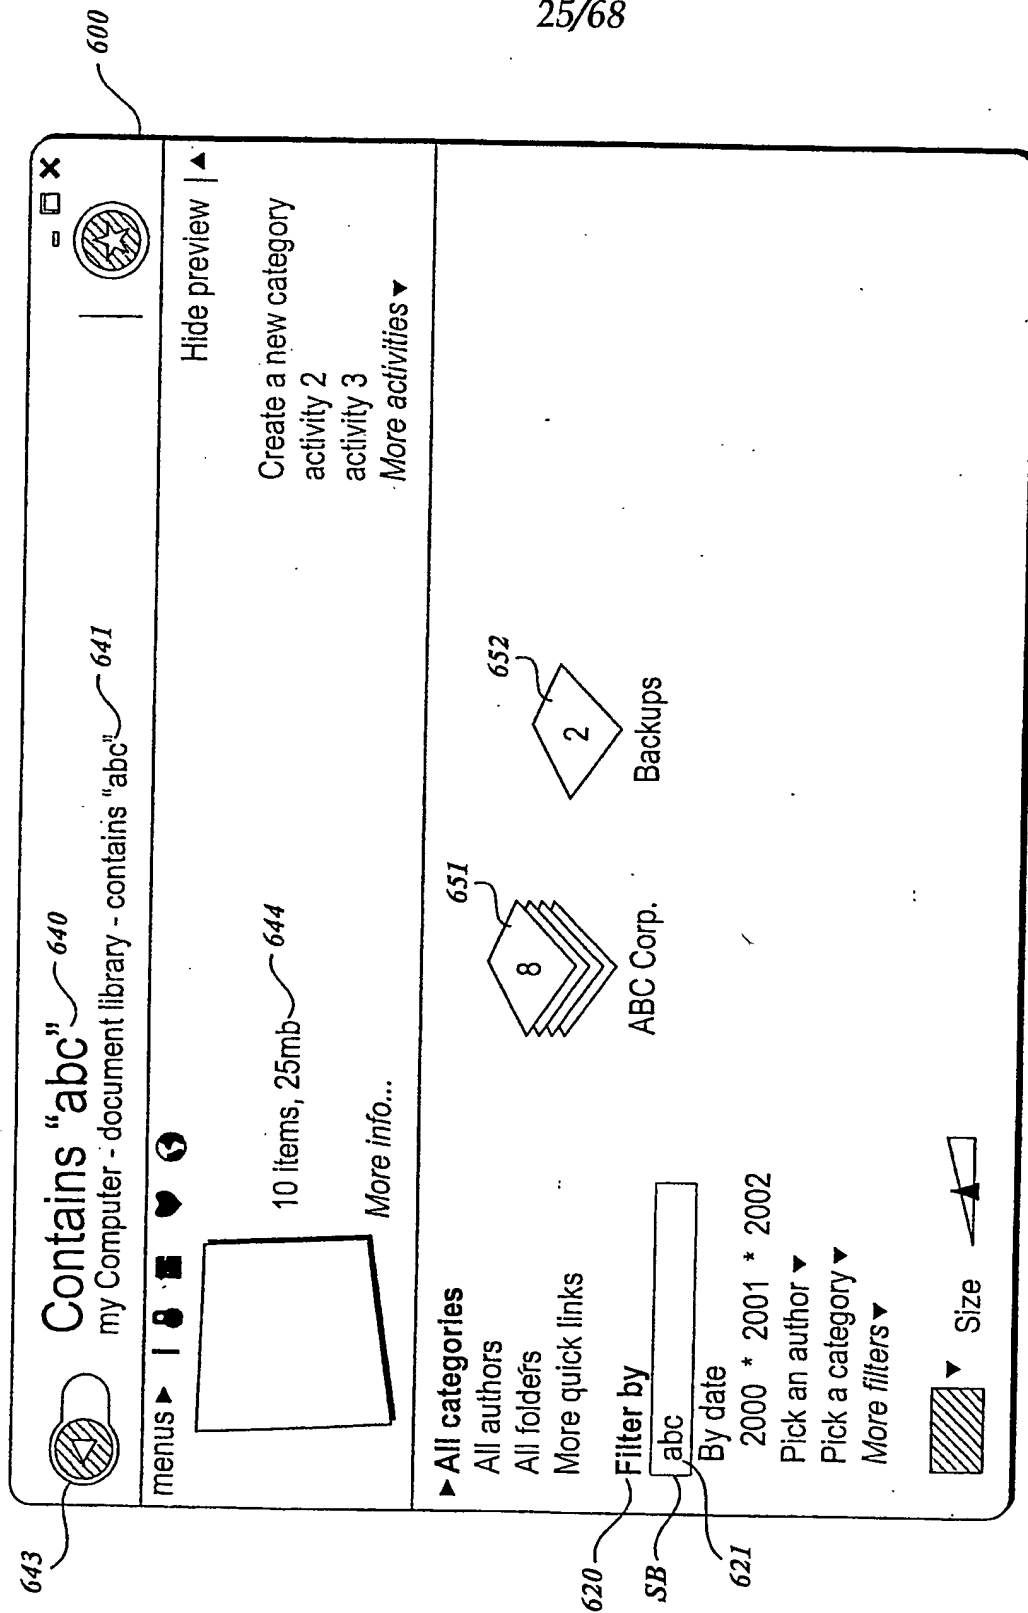 25/68
600
Contains “abc” 640
my Computer - document library - contains “abc” 641
643
menus
Hide preview
10 items, 25mb 644
More info...
Create a new category
activity 2
activity 3
More activities
All categories
All authors
All folders
More quick links
620
Filter by
SB
abc
621
By date
2000 * 2001 * 2002
Pick an author
Pick a category
More filters
Size
651
8
ABC Corp.
652
2
Backups